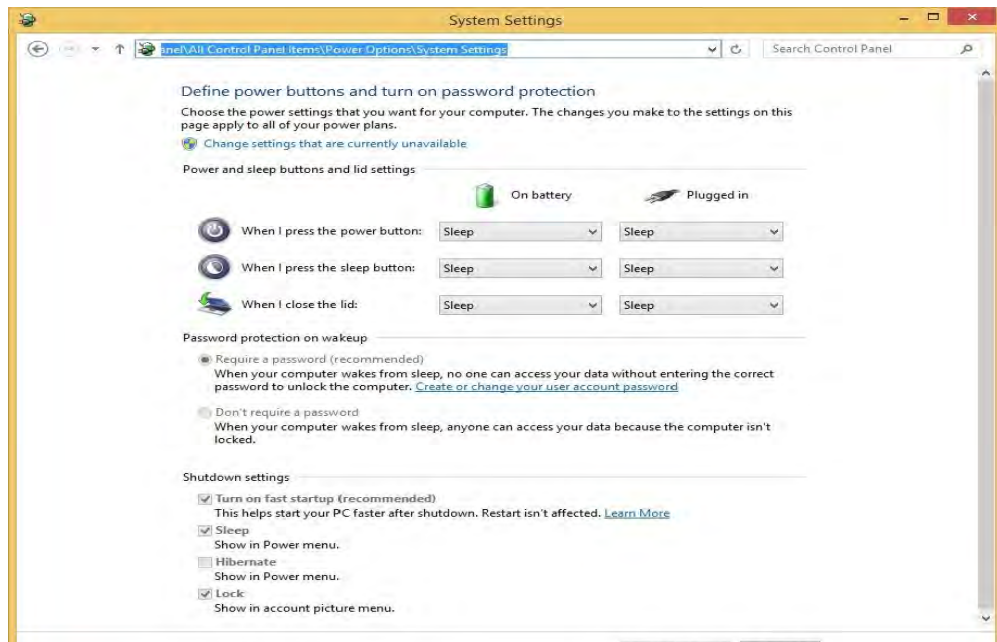 System Settings
anel\All Control Panel Items\Power Options\System Settings
Search Control Panel
Define power buttons and turn on password protection
Choose the power settings that you want for your computer. The changes you make to the settings on this
page apply to all of your power plans.
Change settings that are currently unavailable
Power and sleep buttons and lid settings
On battery Plugged in
When I press the power button: Sleep Sleep
When I press the sleep button: Sleep Sleep
When I close the lid: Sleep Sleep
Password protection on wakeup
Require a password (recommended)
When your computer wakes from sleep, no one can access your data without entering the correct
password to unlock the computer. Create or change your user account password
Don't require a password
When your computer wakes from sleep, anyone can access your data because the computer isn't
locked.
Shutdown settings
Turn on fast startup (recommended)
This helps start your PC faster after shutdown. Restart isn't affected. Learn More
Sleep
Show in Power menu.
Hibernate
Show in Power menu.
Lock
Show in account picture menu.